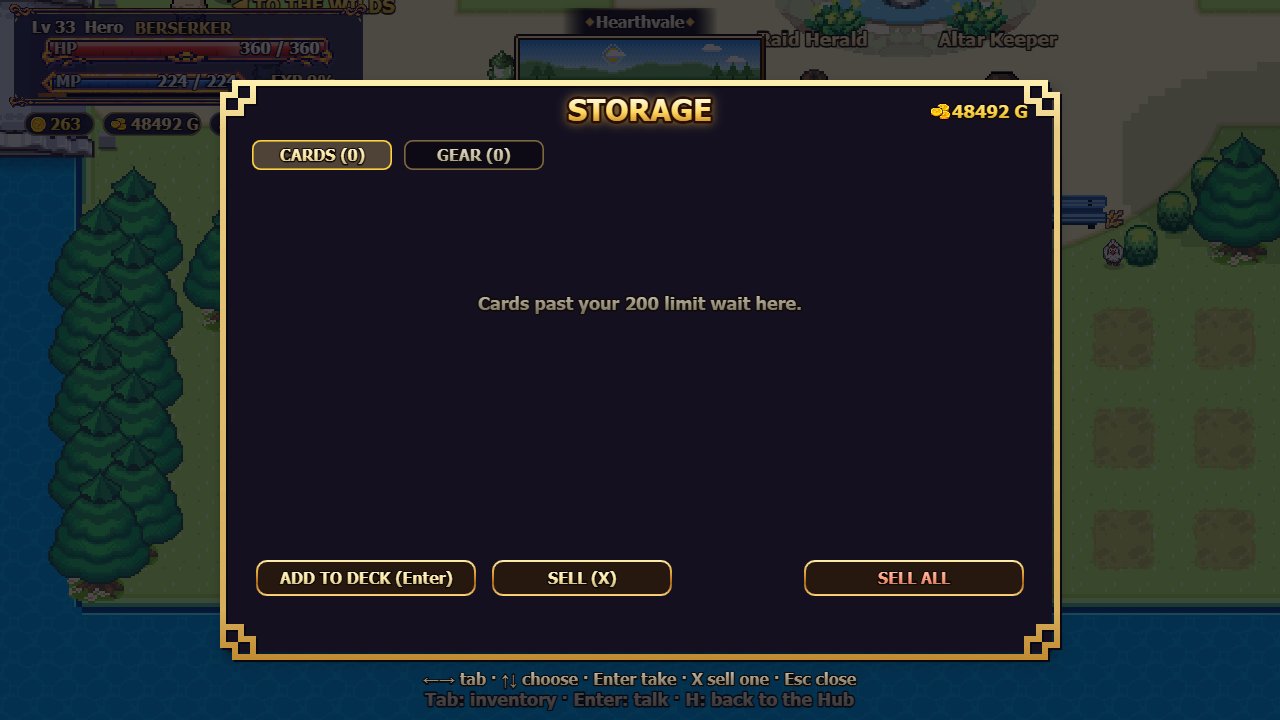 TO THE WILDS
Lv 33 Hero BERSERKER
HP 360 / 360
MP 224 / 224 EXP 0%
263 48492 G
◆Hearthvale◆
Raid Herald
Altar Keeper
STORAGE
48492 G
CARDS (0) GEAR (0)
Cards past your 200 limit wait here.
ADD TO DECK (Enter) SELL (X) SELL ALL
←→ tab · ↑↓ choose · Enter take · X sell one · Esc close
Tab: inventory · Enter: talk · H: back to the Hub